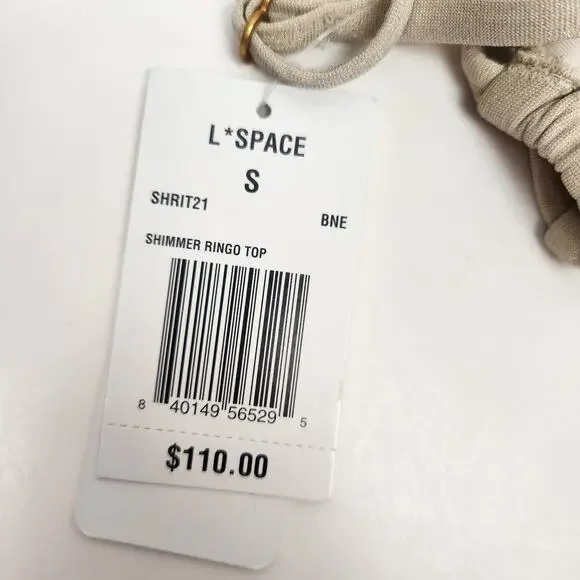 L*SPACE
S
SHRIT21 BNE
SHIMMER RINGO TOP
8 40149 56529 5
$110.00